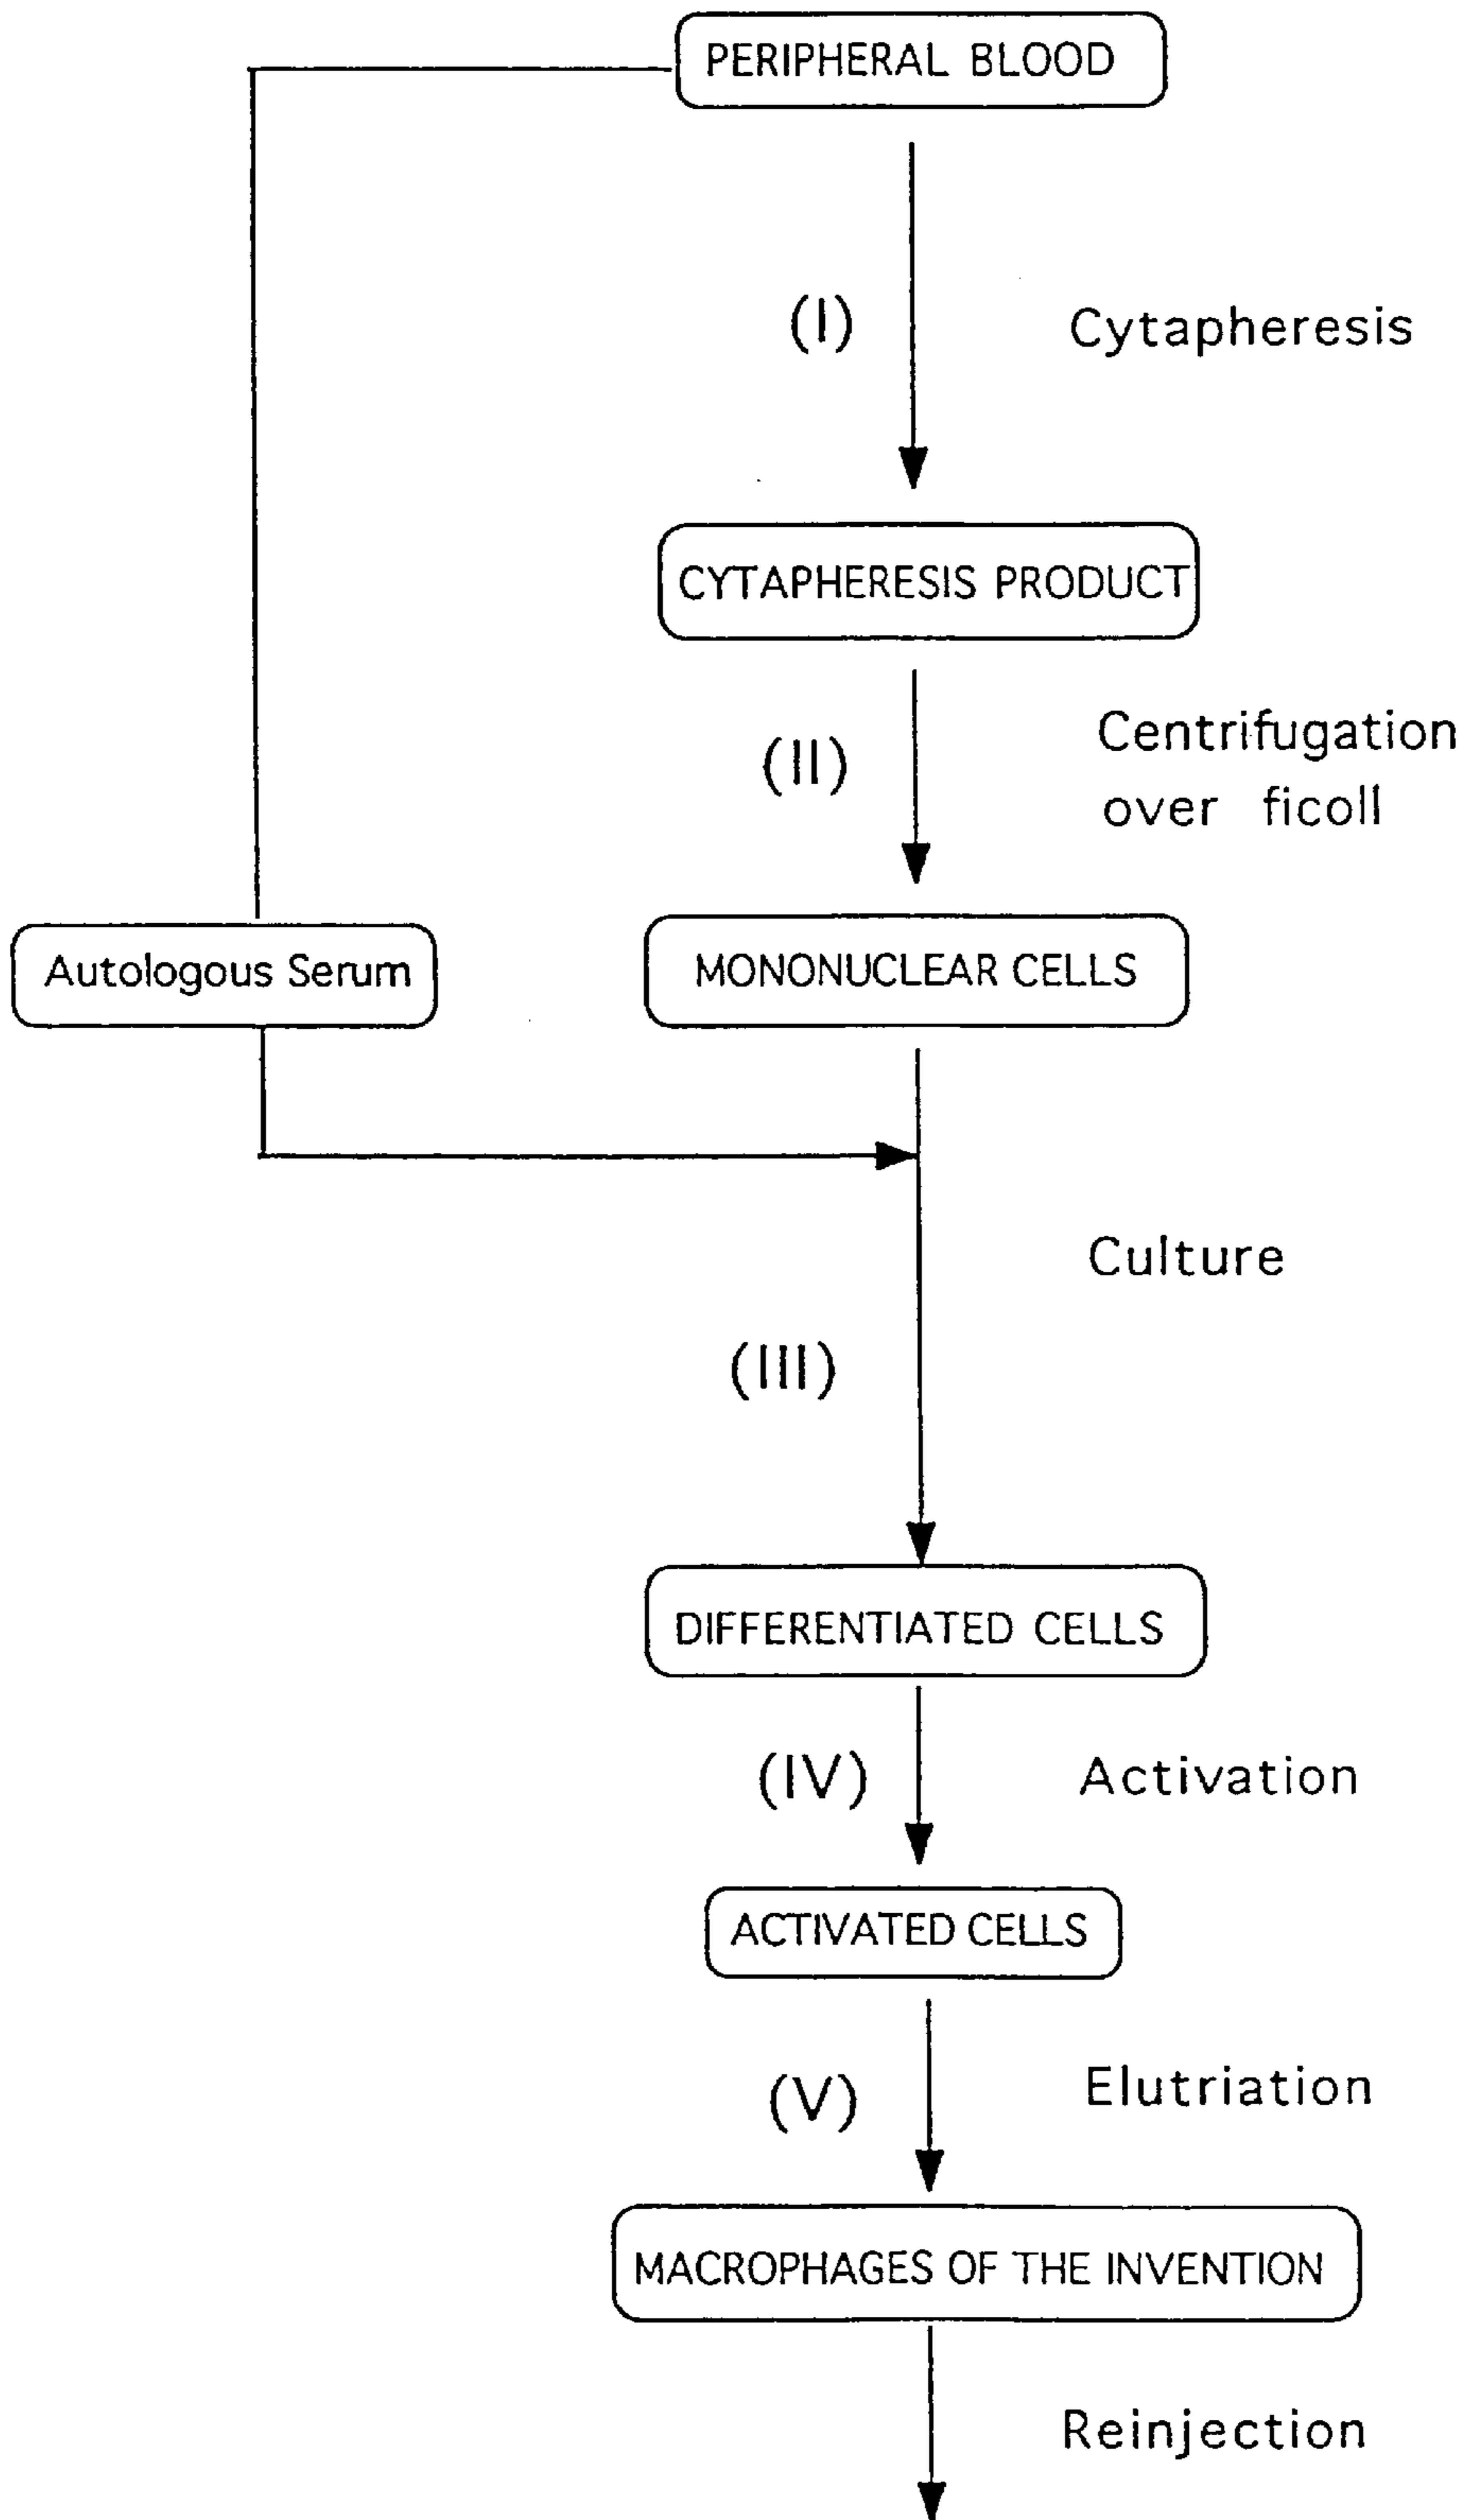 PERIPHERAL BLOOD
(I)
Cytapheresis
CYTAPHERESIS PRODUCT
(II)
Centrifugation
over ficoll
Autologous Serum
MONONUCLEAR CELLS
Culture
(III)
DIFFERENTIATED CELLS
(IV)
Activation
ACTIVATED CELLS
(V)
Elutriation
MACROPHAGES OF THE INVENTION
Reinjection